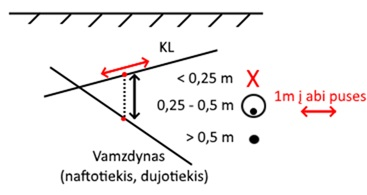 KL
< 0,25 m
0,25 - 0,5 m
> 0,5 m
1m į abi puses
Vamzdynas
(naftotiekis, dujotiekis)